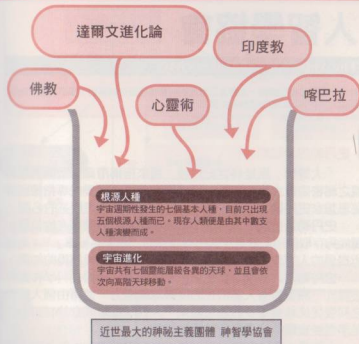 達爾文進化論
印度教
佛教
心靈術
喀巴拉
根源人種
宇宙週期性發生的七個基本人種，目前只出現
五個根源人種而已。現存人類便是由其中數支
人種演變而成。
宇宙進化
宇宙共有七個靈能層級各異的天球，並且會依
次向高階天球移動。
近世最大的神祕主義團體 神智學協會